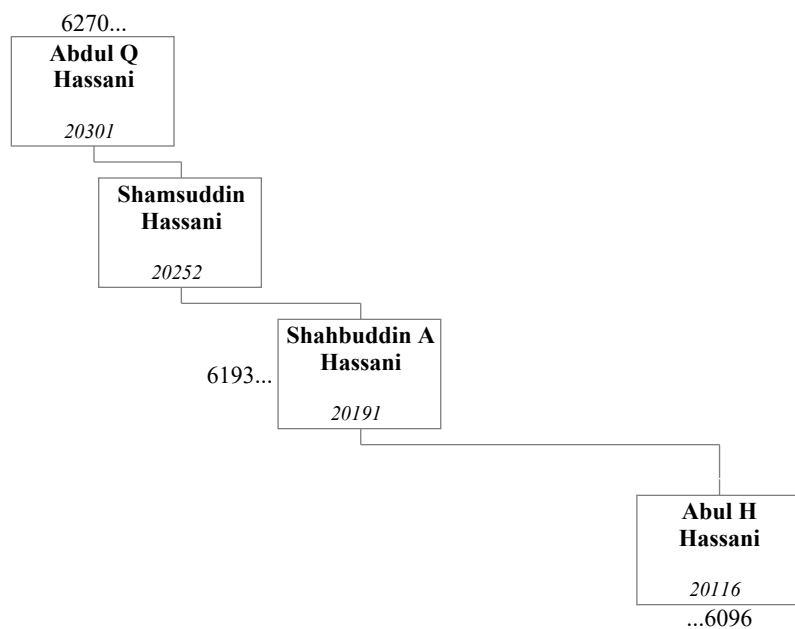 6270...
Abdul Q
Hassani
20301
Shamsuddin
Hassani
20252
Shahbuddin A
Hassani
6193...
20191
Abul H
Hassani
20116
...6096